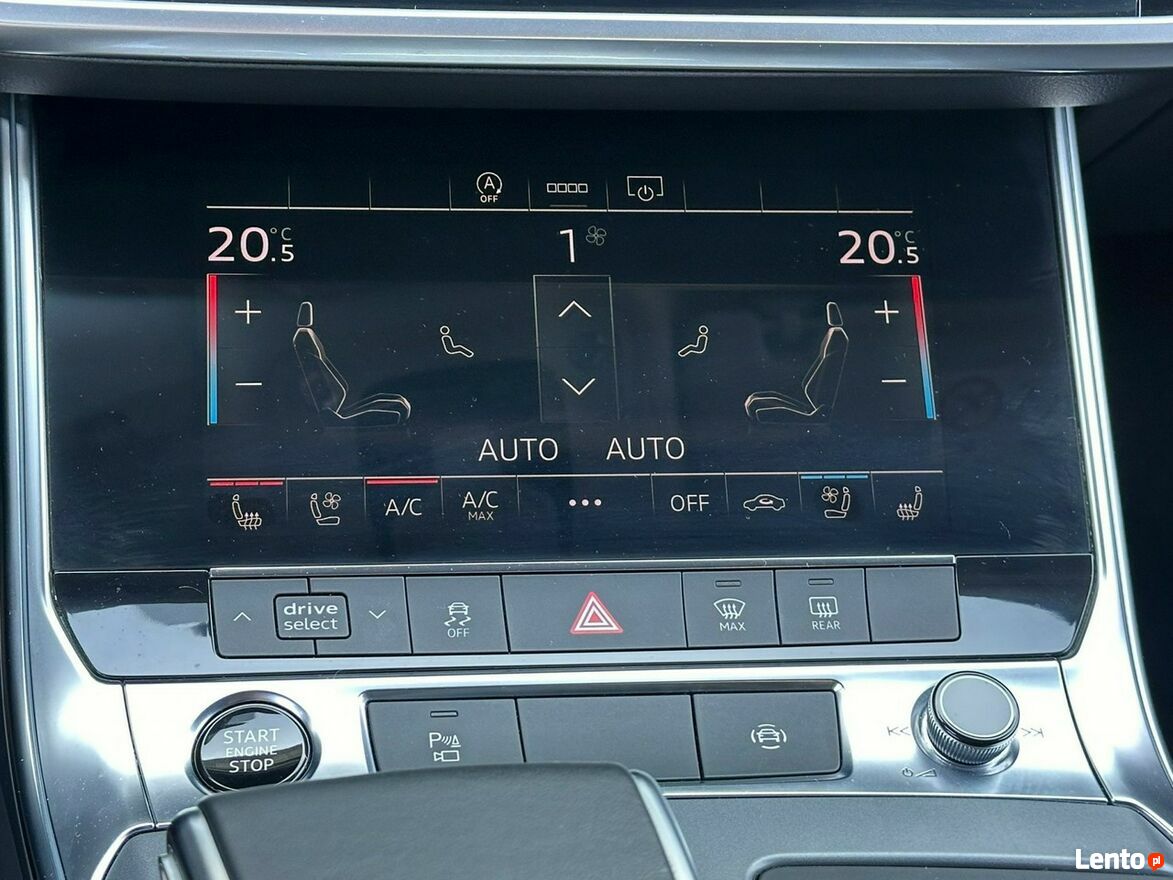 A
OFF
20.5 °C
1
20.5 °C
+
+
−
−
AUTO AUTO
A/C
A/C
MAX
•••
OFF
drive
select
OFF
MAX
REAR
START
ENGINE
STOP
P
Lento.pl